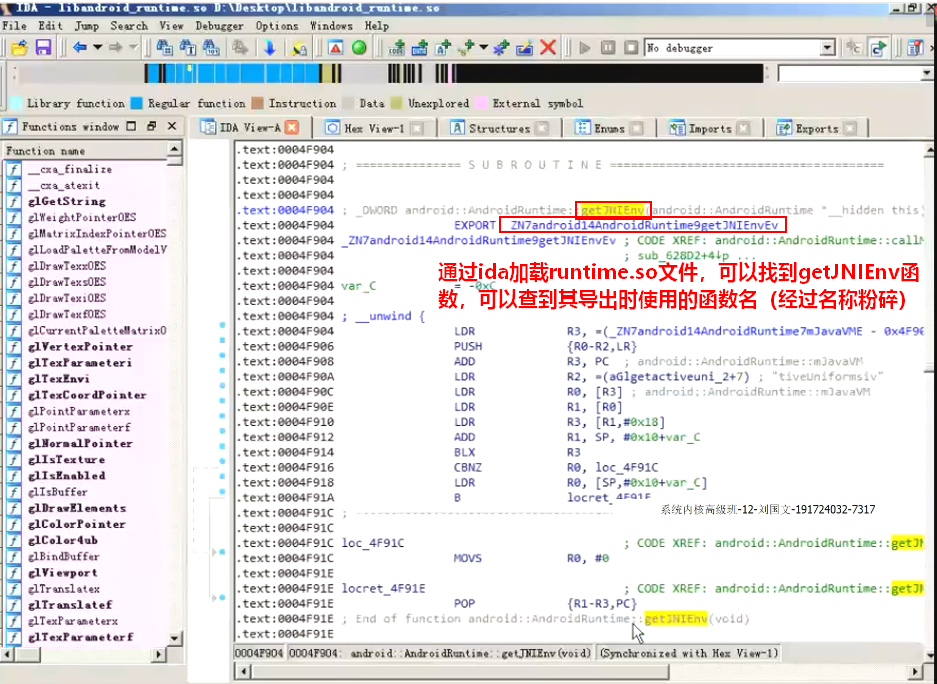 IDA - libandroid_runtime.so D:\Desktop\libandroid_runtime.so
File Edit Jump Search View Debugger Options Windows Help
No debugger
Library function Regular function Instruction Data Unexplored External symbol
Functions window
IDA View-A Hex View-1 Structures Enums Imports Exports
Function name
__cxa_finalize
__cxa_atexit
glGetString
glWeightPointerOES
glMatrixIndexPointerOES
glLoadPaletteFromModelV
glDrawTexxOES
glDrawTexsOES
glDrawTexiOES
glDrawTexfOES
glCurrentPaletteMatrixO
glVertexPointer
glTexParameteri
glTexEnvi
glTexCoordPointer
glPointParameterx
glPointParameterf
glNormalPointer
glIsTexture
glIsEnabled
glIsBuffer
glDrawElements
glColorPointer
glColor4ub
glBindBuffer
glViewport
glTranslatex
glTranslatef
glTexParameterx
glTexParameterf
.text:0004F904
.text:0004F904 ; =============== S U B R O U T I N E =======================================
.text:0004F904
.text:0004F904
.text:0004F904 ; _DWORD android::AndroidRuntime::getJNIEnv(android::AndroidRuntime *__hidden this)
.text:0004F904 EXPORT _ZN7android14AndroidRuntime9getJNIEnvEv
.text:0004F904 _ZN7android14AndroidRuntime9getJNIEnvEv ; CODE XREF: android::AndroidRuntime::callM
.text:0004F904 ; sub_628D2+4↓p ...
.text:0004F904
通过ida加载runtime.so文件，可以找到getJNIEnv函
数，可以查到其导出时使用的函数名（经过名称粉碎）
.text:0004F904 var_C = -0xC
.text:0004F904
.text:0004F904 ; __unwind {
.text:0004F904 LDR R3, =(_ZN7android14AndroidRuntime7mJavaVME - 0x4F90
.text:0004F906 PUSH {R0-R2,LR}
.text:0004F908 ADD R3, PC ; android::AndroidRuntime::mJavaVM
.text:0004F90A LDR R2, =(aGlgetactiveuni_2+7) ; "tiveUniformsiv"
.text:0004F90C LDR R0, [R3] ; android::AndroidRuntime::mJavaVM
.text:0004F90E LDR R1, [R0]
.text:0004F910 LDR R3, [R1,#0x18]
.text:0004F912 ADD R1, SP, #0x10+var_C
.text:0004F914 BLX R3
.text:0004F916 CBNZ R0, loc_4F91C
.text:0004F918 LDR R0, [SP,#0x10+var_C]
.text:0004F91A B locret_4F91E
.text:0004F91C ; ---------------------------------------------------------------------------
系统内核高级班-12-刘国文-191724032-7317
.text:0004F91C
.text:0004F91C loc_4F91C ; CODE XREF: android::AndroidRuntime::getJN
.text:0004F91C MOVS R0, #0
.text:0004F91E
.text:0004F91E locret_4F91E ; CODE XREF: android::AndroidRuntime::getJN
.text:0004F91E POP {R1-R3,PC}
.text:0004F91E ; End of function android::AndroidRuntime::getJNIEnv(void)
.text:0004F91E
0004F904 0004F904: android::AndroidRuntime::getJNIEnv(void) (Synchronized with Hex View-1)